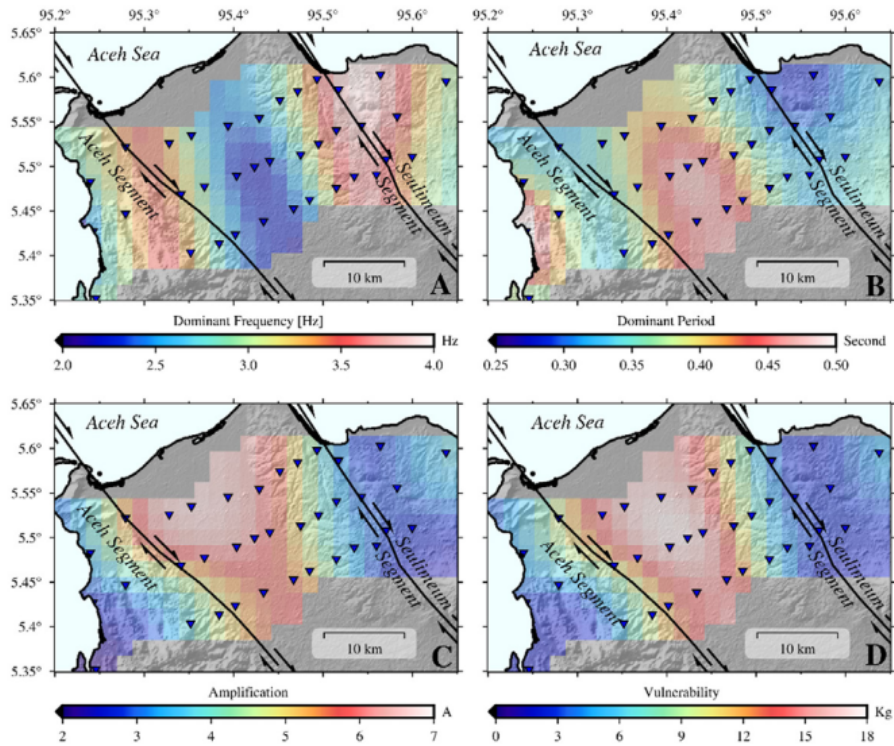 95.2° 95.3° 95.4° 95.5° 95.6° 95.2° 95.3° 95.4° 95.5° 95.6°
5.65° Aceh Sea Aceh Sea
5.60°
5.55°
5.50°
5.45°
5.40°
5.35°
Aceh Segment
Seulimeum
Segment
10 km
A
Aceh Segment
Seulimeum
Segment
10 km
B
Dominant Frequency [Hz] Dominant Period
Hz Second
2.0 2.5 3.0 3.5 4.0 0.25 0.30 0.35 0.40 0.45 0.50
5.65° Aceh Sea Aceh Sea
5.60°
5.55°
5.50°
5.45°
5.40°
5.35°
Aceh Segment
Seulimeum
Segment
10 km
C
Aceh Segment
Seulimeum
Segment
10 km
D
Amplification Vulnerability
A Kg
2 3 4 5 6 7 0 3 6 9 12 15 18